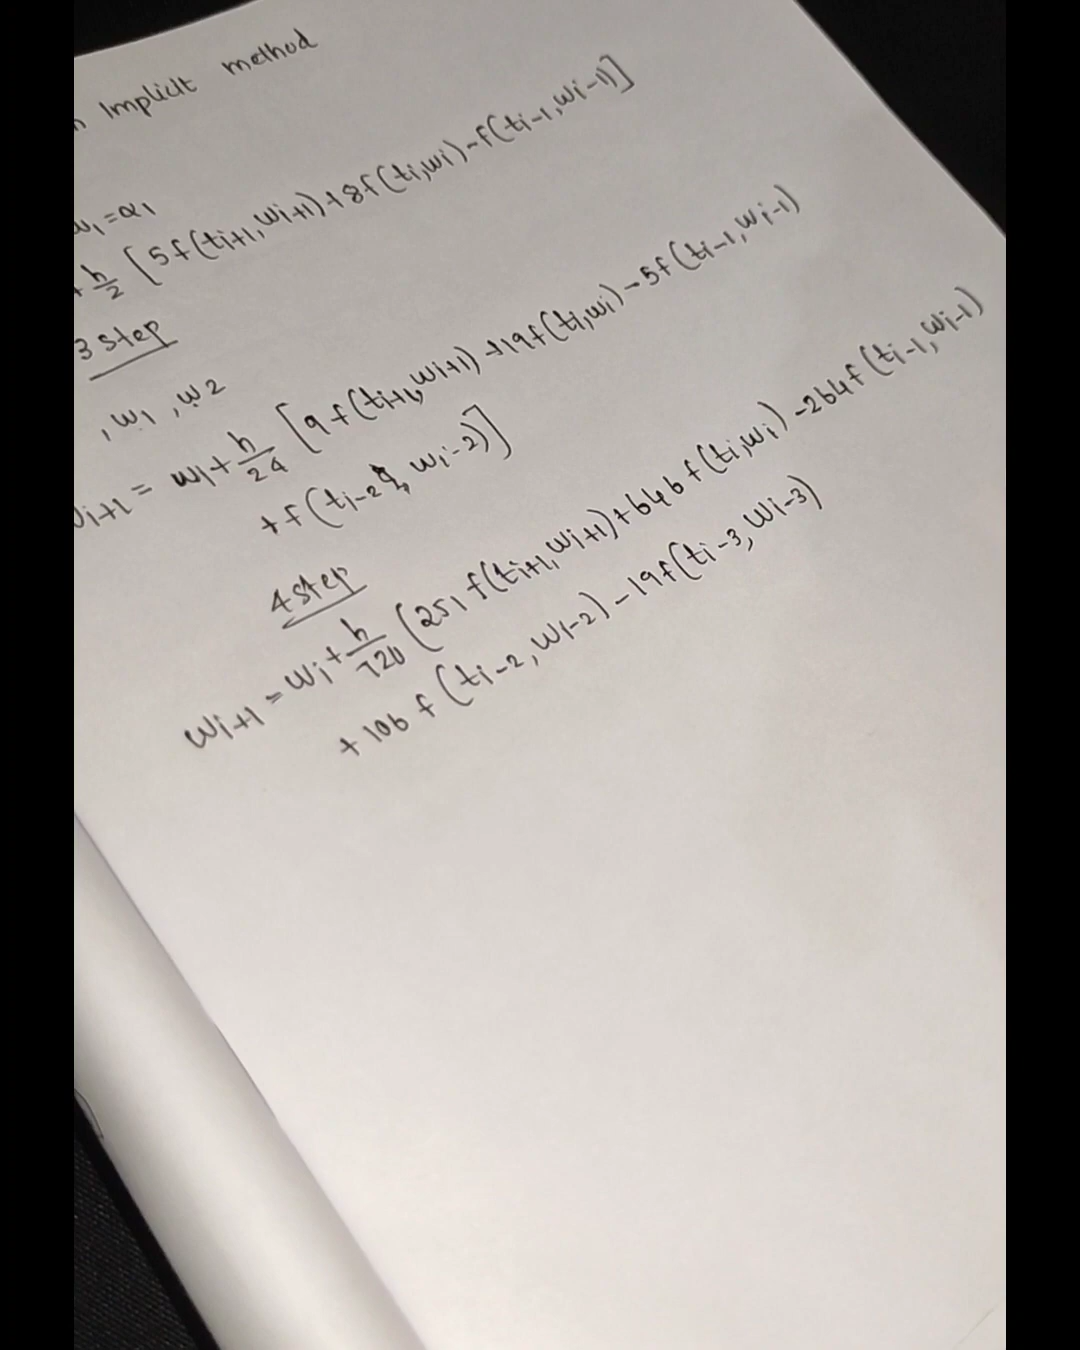 Implicit method
w1 = α1
+ h/2 [5f(ti+1, wi+1) + 8f(ti, wi) - f(ti-1, wi-1)]
3 step
, w1 , w2
i+1 = wi + h/24 [9f(ti+1, wi+1) + 19f(ti, wi) - 5f(ti-1, wi-1)
+ f(ti-2, wi-2)]
4 step
wi+1 = wi + h/720 (251 f(ti+1, wi+1) + 646 f(ti, wi) - 264f(ti-1, wi-1)
+ 106 f(ti-2, wi-2) - 19f(ti-3, wi-3)